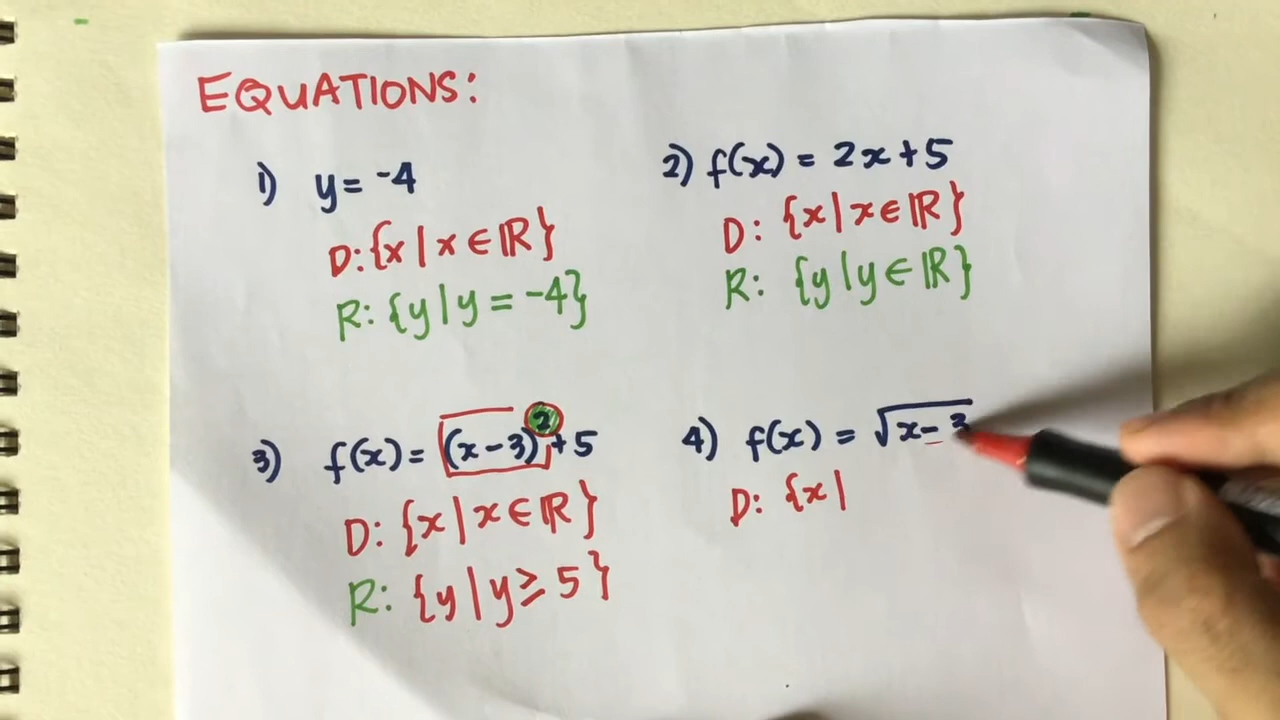 EQUATIONS:
1) y = -4
D: {x | x ∈ ℝ}
R: {y | y = -4}
2) f(x) = 2x + 5
D: {x | x ∈ ℝ}
R: {y | y ∈ ℝ}
3) f(x) = (x - 3)² + 5
D: {x | x ∈ ℝ}
R: {y | y ≥ 5}
4) f(x) = √x - 3
D: {x |